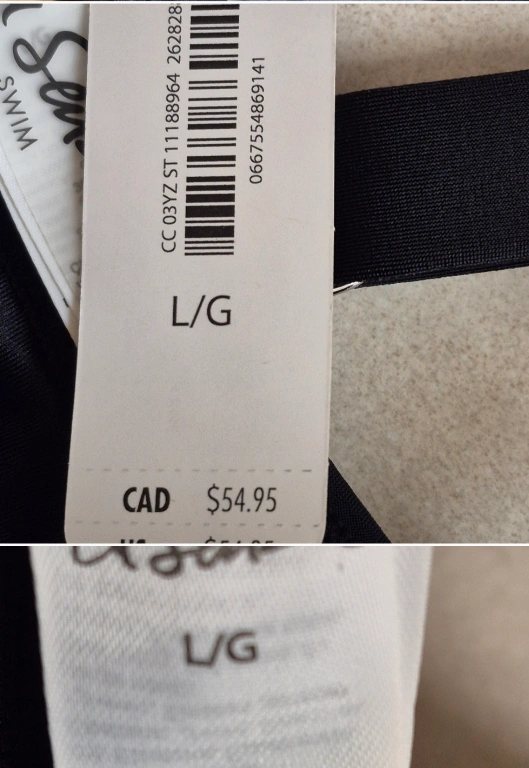 SWIM
CC 03YZ ST 11188964 262828
0667554869141
L/G
CAD $54.95
L/G